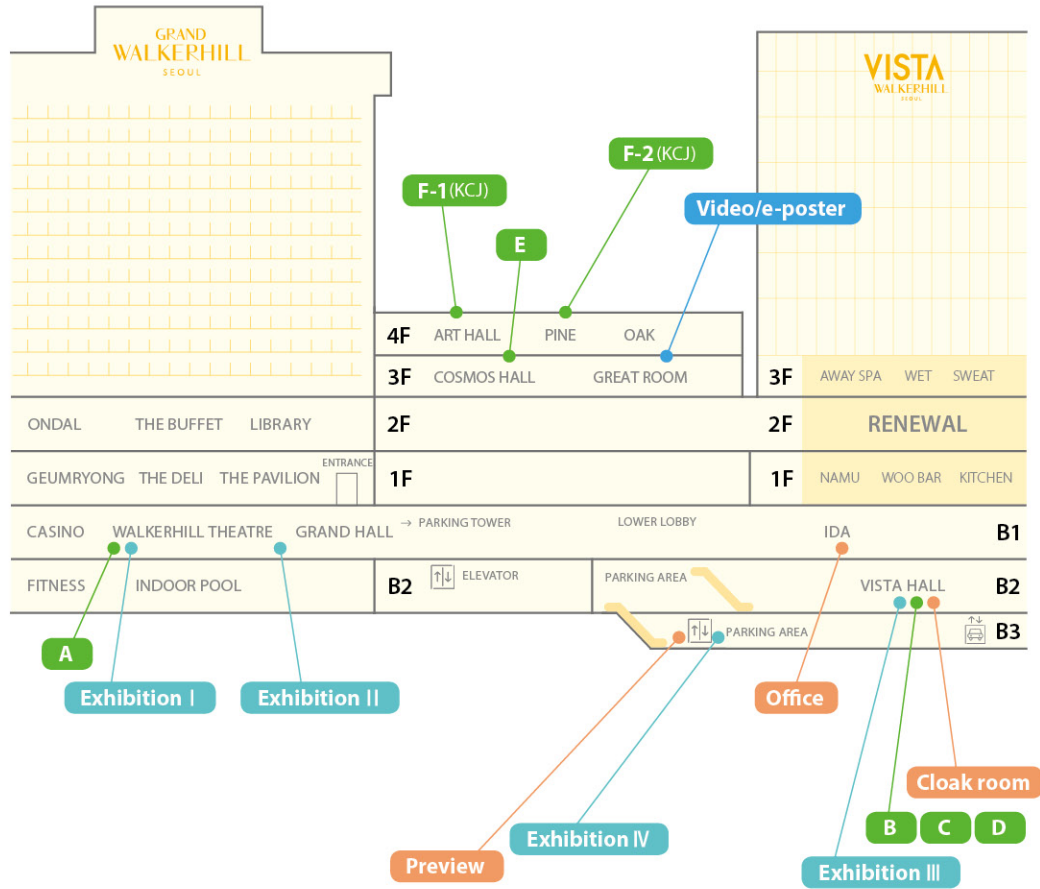 GRAND
WALKERHILL
SEOUL
VISTA
WALKERHILL
SEOUL
F-2 (KCJ)
F-1 (KCJ)
Video/e-poster
E
4F ART HALL PINE OAK
3F COSMOS HALL GREAT ROOM 3F AWAY SPA WET SWEAT
ONDAL THE BUFFET LIBRARY 2F 2F RENEWAL
ENTRANCE
GEUMRYONG THE DELI THE PAVILION 1F 1F NAMU WOO BAR KITCHEN
CASINO WALKERHILL THEATRE GRAND HALL → PARKING TOWER LOWER LOBBY IDA B1
FITNESS INDOOR POOL B2 ELEVATOR PARKING AREA VISTA HALL B2
PARKING AREA B3
A
Exhibition Ⅰ Exhibition Ⅱ Office
Cloak room
B C D
Exhibition Ⅳ
Preview
Exhibition Ⅲ